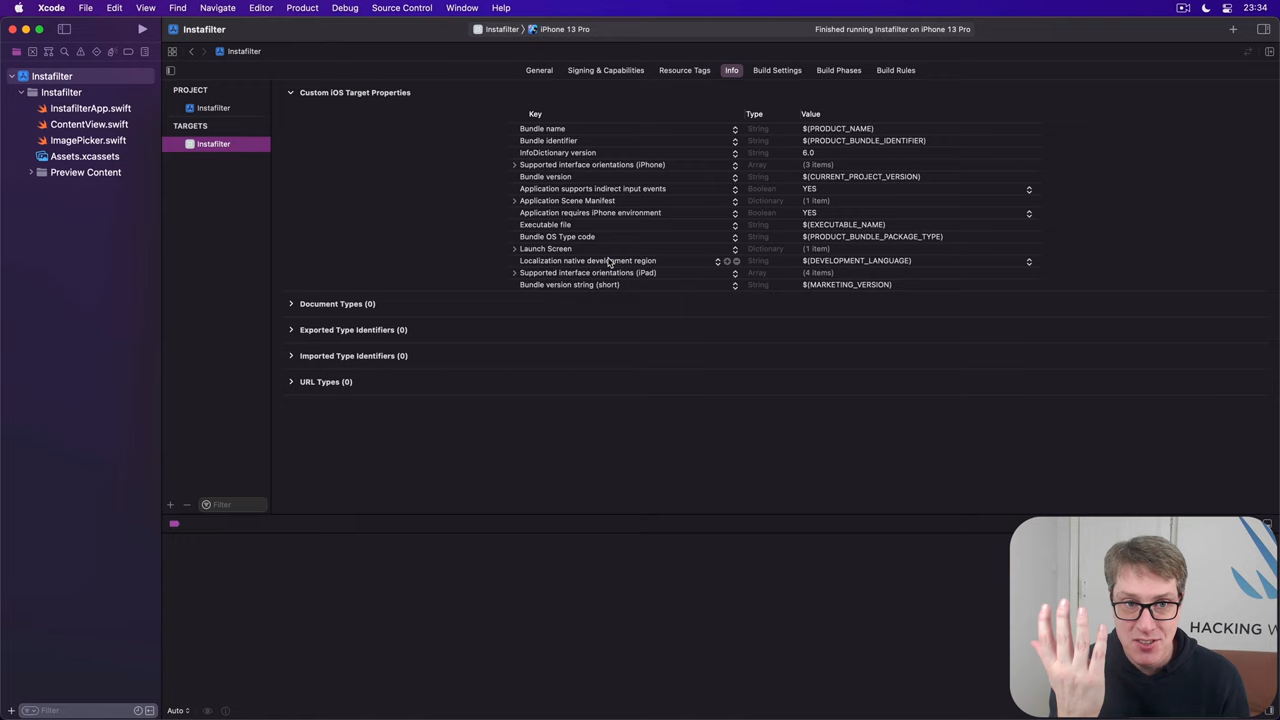 Xcode File Edit View Find Navigate Editor Product Debug Source Control Window Help 23:34
Instafilter Instafilter iPhone 13 Pro Finished running Instafilter on iPhone 13 Pro
Instafilter
General Signing & Capabilities Resource Tags Info Build Settings Build Phases Build Rules
Instafilter
Instafilter
InstafilterApp.swift
ContentView.swift
ImagePicker.swift
Assets.xcassets
Preview Content
PROJECT
Instafilter
TARGETS
Instafilter
Custom iOS Target Properties
Key Type Value
Bundle name String $(PRODUCT_NAME)
Bundle identifier String $(PRODUCT_BUNDLE_IDENTIFIER)
InfoDictionary version String 6.0
Supported interface orientations (iPhone) Array (3 items)
Bundle version String $(CURRENT_PROJECT_VERSION)
Application supports indirect input events Boolean YES
Application Scene Manifest Dictionary (1 item)
Application requires iPhone environment Boolean YES
Executable file String $(EXECUTABLE_NAME)
Bundle OS Type code String $(PRODUCT_BUNDLE_PACKAGE_TYPE)
Launch Screen Dictionary (1 item)
Localization native development region String $(DEVELOPMENT_LANGUAGE)
Supported interface orientations (iPad) Array (4 items)
Bundle version string (short) String $(MARKETING_VERSION)
Document Types (0)
Exported Type Identifiers (0)
Imported Type Identifiers (0)
URL Types (0)
Filter
HACKING W
Filter
Auto